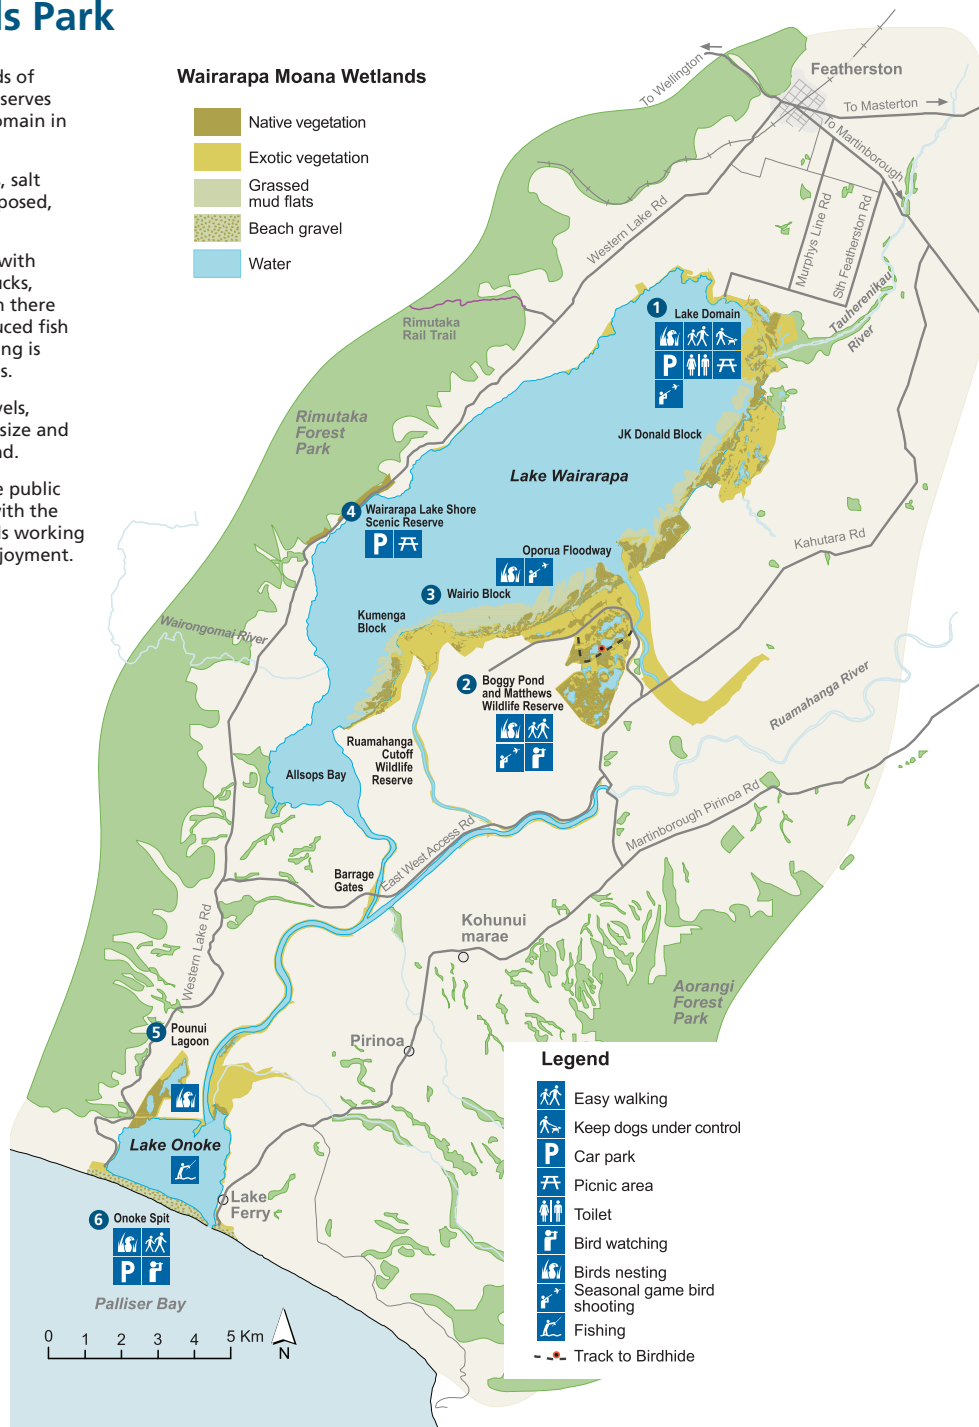 ls Park
ds of
serves
omain in
, salt
posed,
with
ucks,
n there
uced fish
ng is
s.
vels,
size and
nd.
e public
with the
ls working
njoyment.
Wairarapa Moana Wetlands
Native vegetation
Exotic vegetation
Grassed
mud flats
Beach gravel
Water
To Wellington
Featherston
To Masterton
To Martinborough
Western Lake Rd
Murphys Line Rd
Sth Featherston Rd
Tauherenikau
River
Rimutaka
Rail Trail
1 Lake Domain
P
Rimutaka
Forest
Park
JK Donald Block
Lake Wairarapa
4 Wairarapa Lake Shore
Scenic Reserve
P
Kahutara Rd
Oporua Floodway
3 Wairio Block
Kumenga
Block
Wairongomai River
2 Boggy Pond
and Matthews
Wildlife Reserve
Ruamahanga River
Ruamahanga
Cutoff
Wildlife
Reserve
Allsops Bay
Martinborough Pirinoa Rd
East West Access Rd
Barrage
Gates
Western Lake Rd
Kohunui
marae
Aorangi
Forest
Park
5 Pounui
Lagoon
Pirinoa
Lake Onoke
Lake
Ferry
6 Onoke Spit
P
Palliser Bay
0 1 2 3 4 5 Km
N
Legend
Easy walking
Keep dogs under control
P Car park
Picnic area
Toilet
Bird watching
Birds nesting
Seasonal game bird
shooting
Fishing
Track to Birdhide